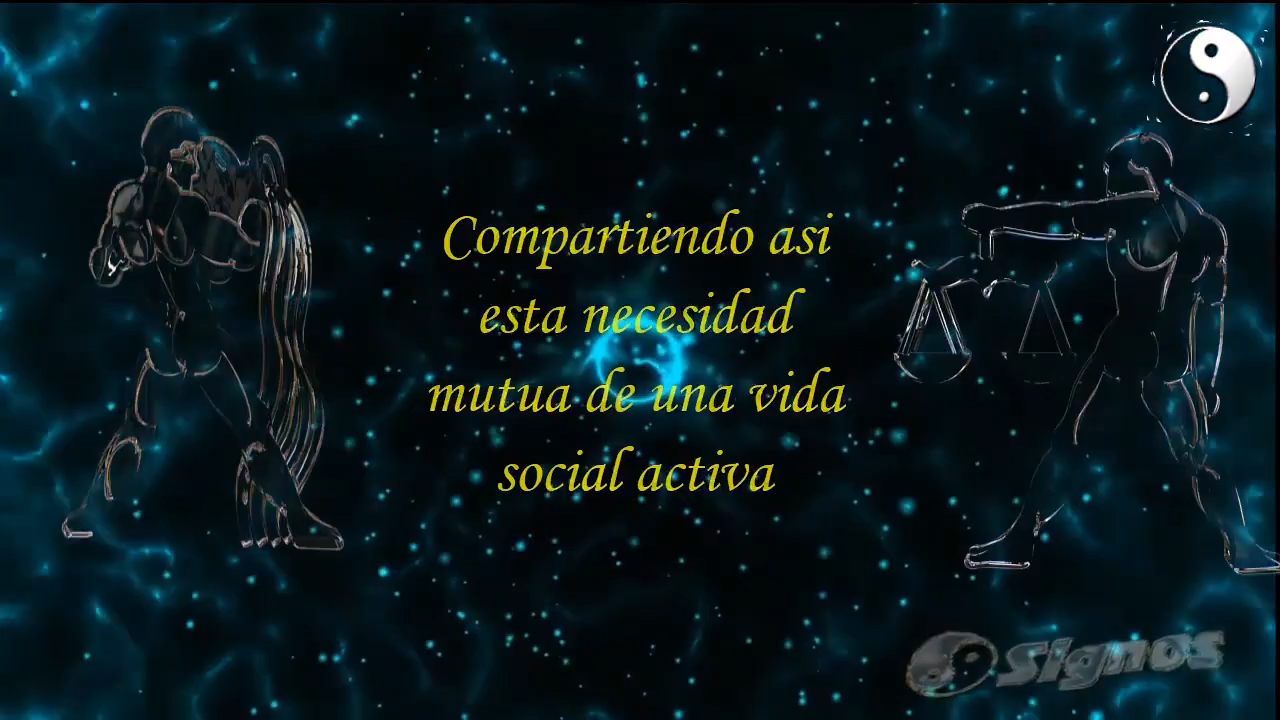 Compartiendo asi
esta necesidad
mutua de una vida
social activa
Signos